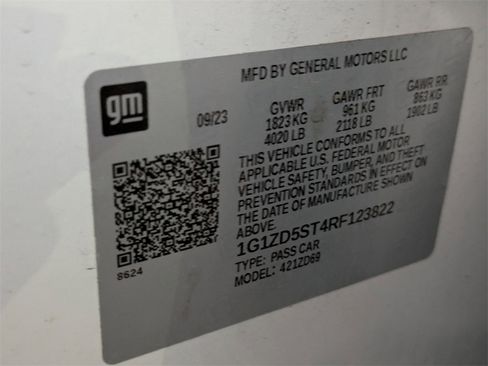 MFD BY GENERAL MOTORS LLC
gm
09/23
GVWR
1823 KG
4020 LB
GAWR FRT
961 KG
2118 LB
GAWR RR
863 KG
1902 LB
THIS VEHICLE CONFORMS TO ALL
APPLICABLE U.S. FEDERAL MOTOR
VEHICLE SAFETY, BUMPER, AND THEFT
PREVENTION STANDARDS IN EFFECT ON
THE DATE OF MANUFACTURE SHOWN
ABOVE.
1G1ZD5ST4RF123822
TYPE: PASS CAR
MODEL: 421ZD69
8624